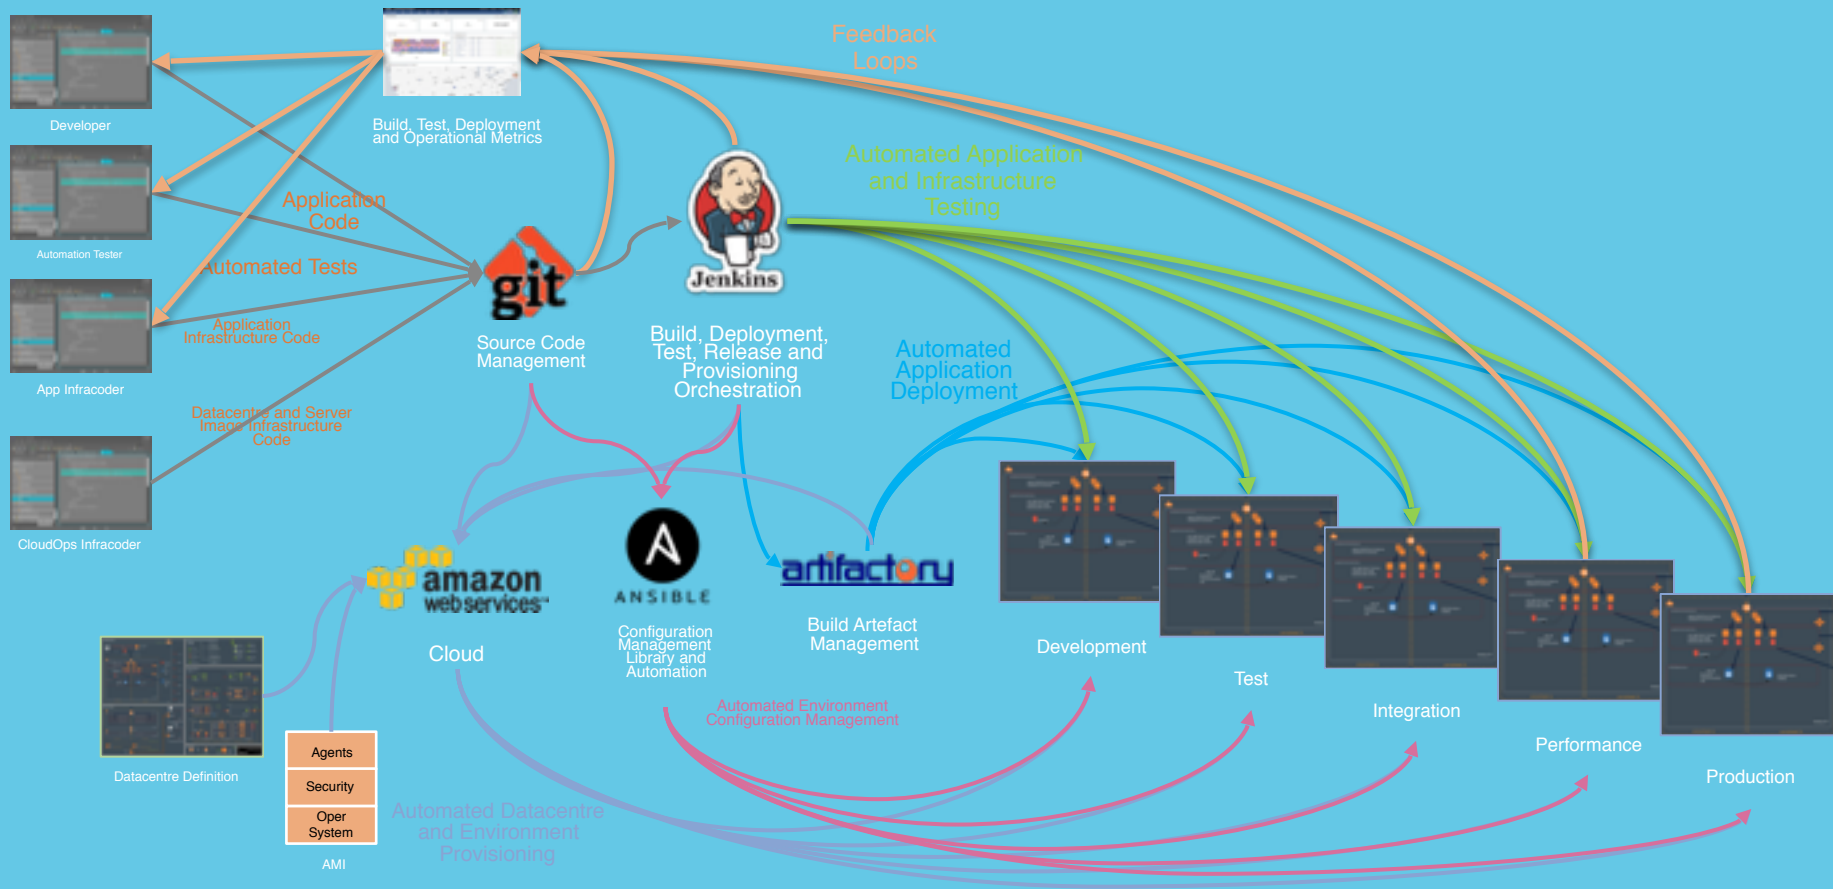 Feedback
Loops
Developer
Build, Test, Deployment
and Operational Metrics
Automated Application
and Infrastructure
Testing
Automation Tester
Application
Code
Automated Tests
git
Jenkins
Application
Infrastructure Code
App Infracoder
Source Code
Management
Build, Deployment,
Test, Release and
Provisioning
Orchestration
Automated
Application
Deployment
Datacentre and Server
Image Infrastructure
Code
CloudOps Infracoder
amazon
webservices
Cloud
ANSIBLE
Configuration
Management
Library and
Automation
artifactory
Build Artefact
Management
Development
Test
Integration
Performance
Production
Automated Environment
Configuration Management
Datacentre Definition
Agents
Security
Oper
System
AMI
Automated Datacentre
and Environment
Provisioning